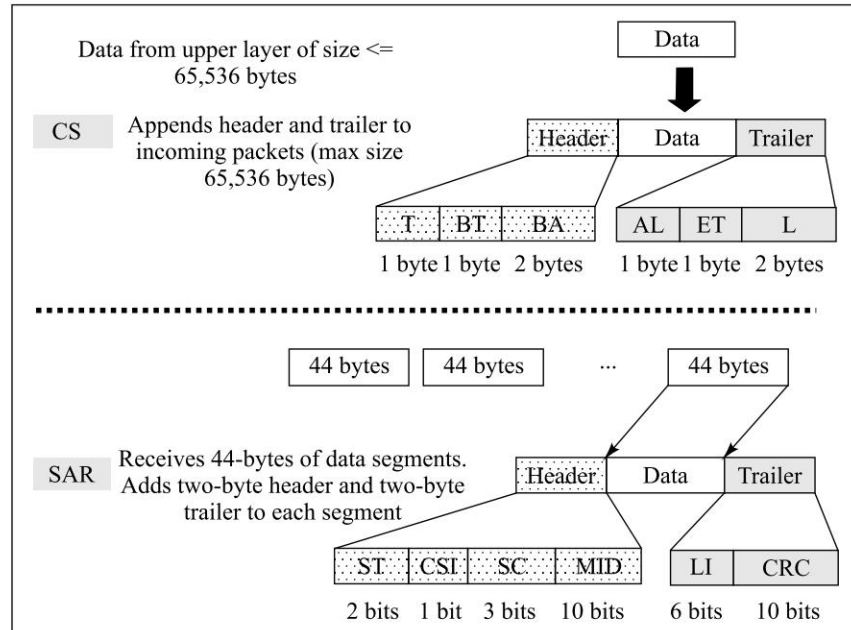 Data from upper layer of size <=
65,536 bytes
Data
CS
Appends header and trailer to
incoming packets (max size
65,536 bytes)
Header
Data
Trailer
T
BT
BA
AL
ET
L
1 byte
1 byte
2 bytes
1 byte
1 byte
2 bytes
44 bytes
44 bytes
...
44 bytes
SAR
Receives 44-bytes of data segments.
Adds two-byte header and two-byte
trailer to each segment
Header
Data
Trailer
ST
CSI
SC
MID
LI
CRC
2 bits
1 bit
3 bits
10 bits
6 bits
10 bits